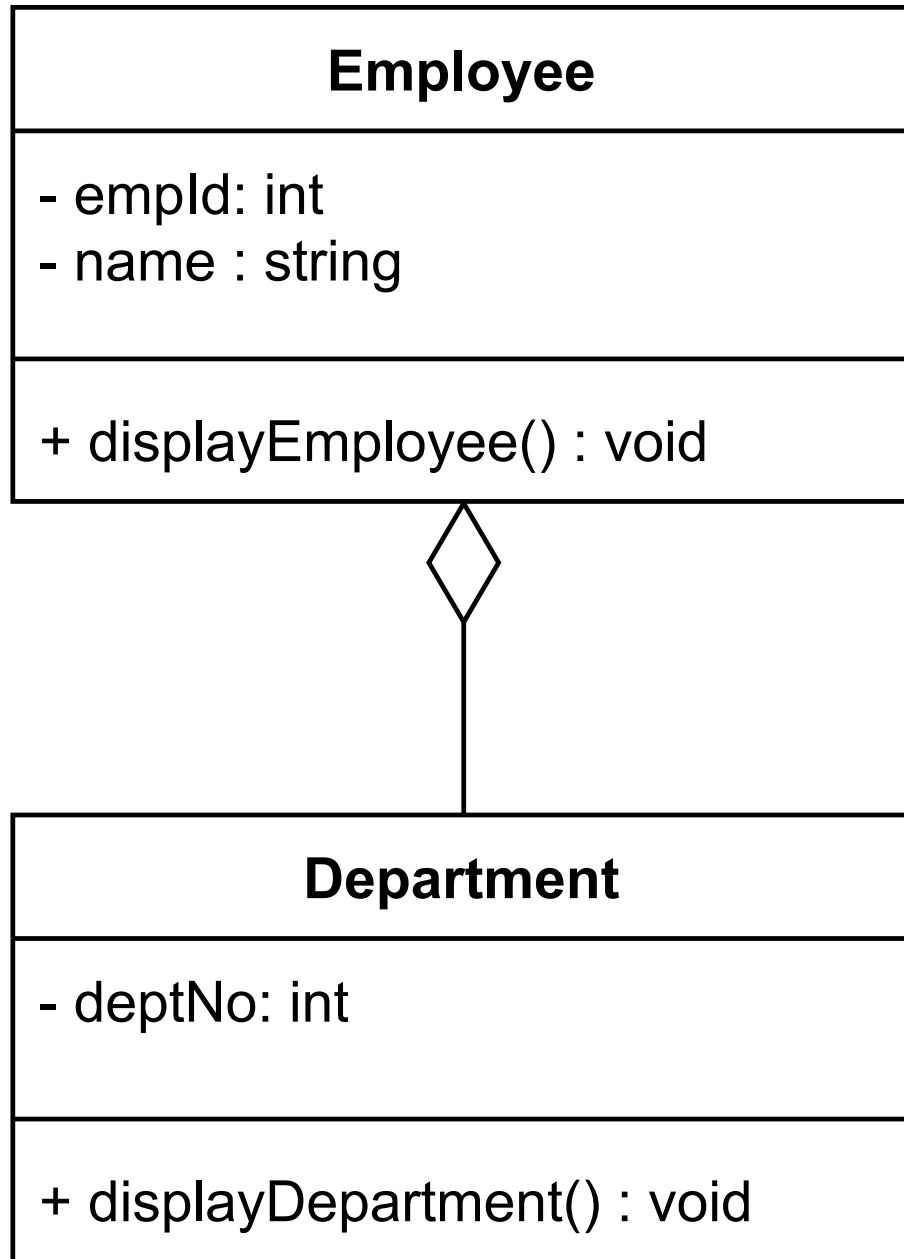 Employee
- empId: int
- name : string
+ displayEmployee() : void
Department
- deptNo: int
+ displayDepartment() : void